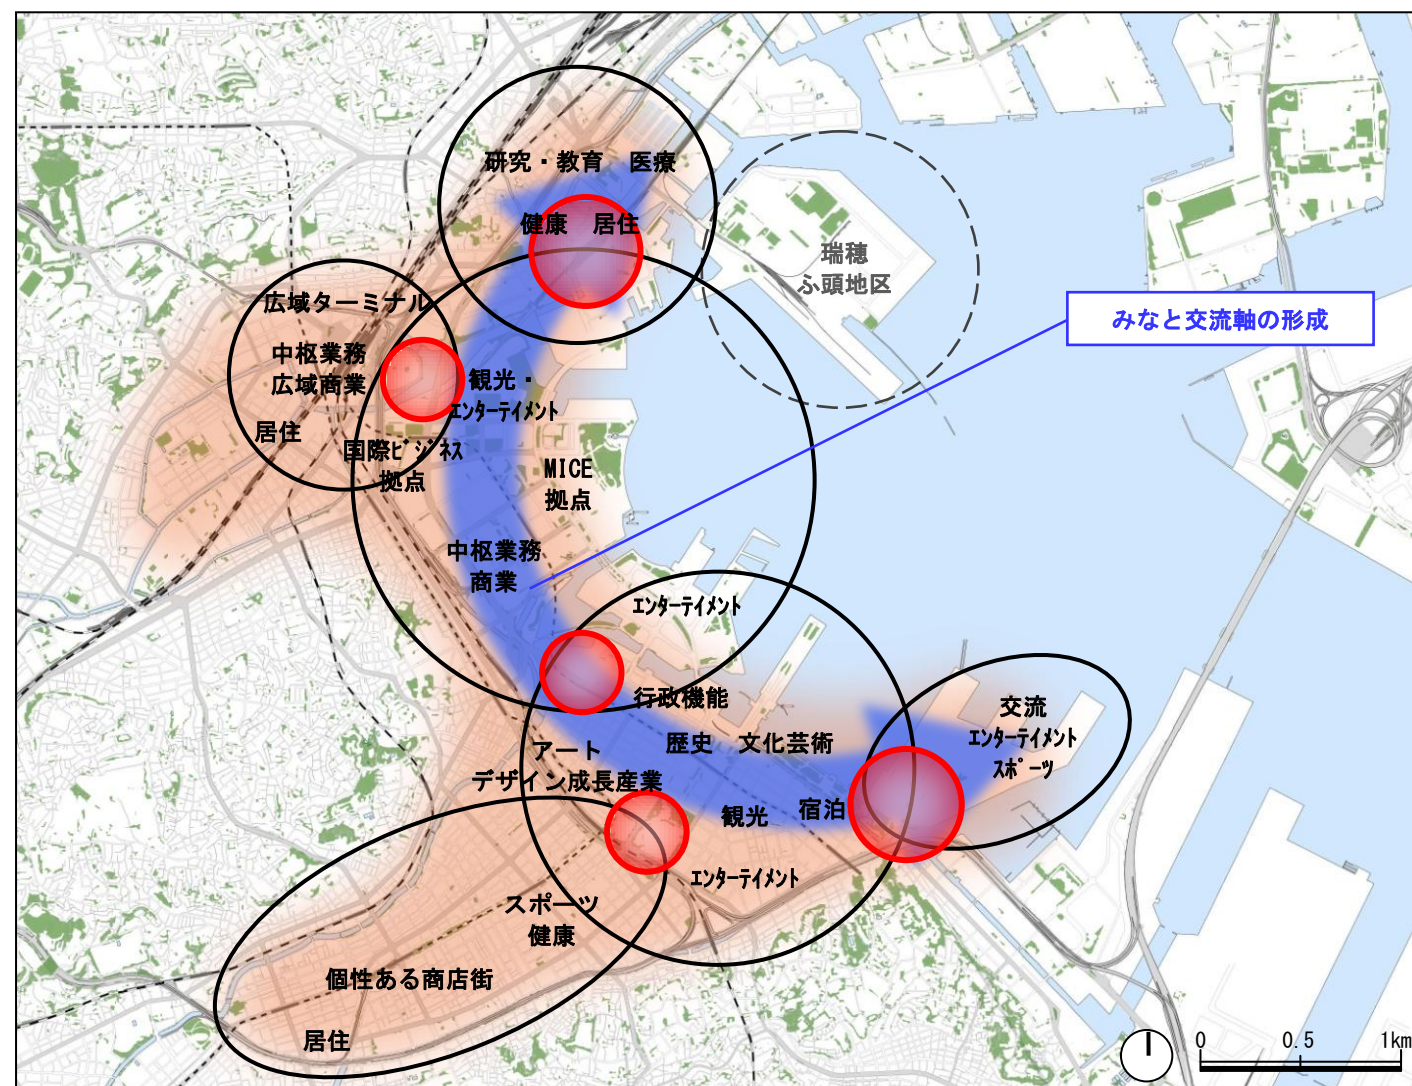 研究・教育　医療
健康　居住
瑞穂
ふ頭地区
広域ターミナル
みなと交流軸の形成
中枢業務
広域商業
観光・
ｴﾝﾀｰﾃｲﾒﾝﾄ
居住
国際ﾋﾞｼﾞﾈｽ
拠点
MICE
拠点
中枢業務
商業
ｴﾝﾀｰﾃｲﾒﾝﾄ
行政機能
交流
ｴﾝﾀｰﾃｲﾒﾝﾄ
ｽﾎﾟｰﾂ
歴史　文化芸術
アート
デザイン成長産業
観光　宿泊
ｴﾝﾀｰﾃｲﾒﾝﾄ
スポーツ
健康
個性ある商店街
居住
0　0.5　1km